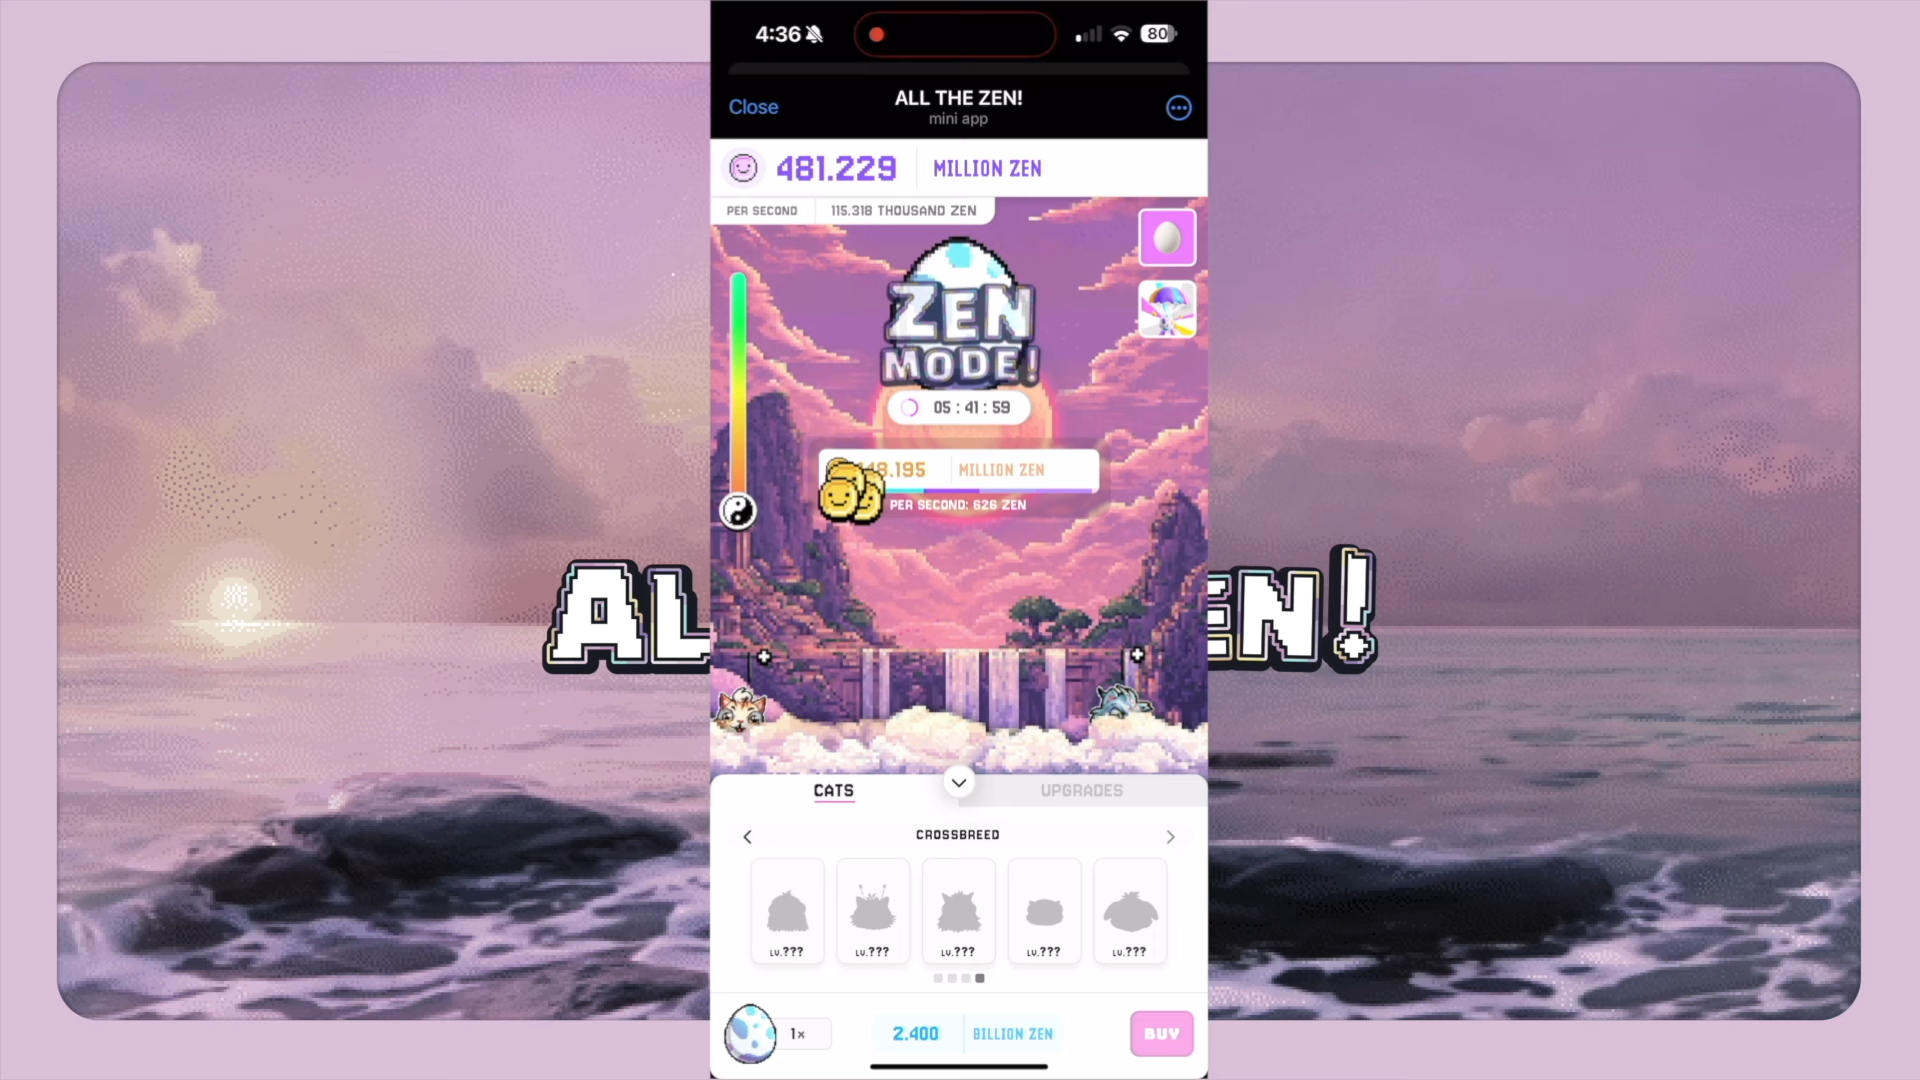 4:36
80
Close
ALL THE ZEN!
mini app
481.229 MILLION ZEN
PER SECOND 115.318 THOUSAND ZEN
ZEN
MODE!
05 : 41 : 59
8.195 MILLION ZEN
PER SECOND: 626 ZEN
AL EN!
CATS
UPGRADES
CROSSBREED
LV.??? LV.??? LV.??? LV.??? LV.???
1x 2.400 BILLION ZEN BUY